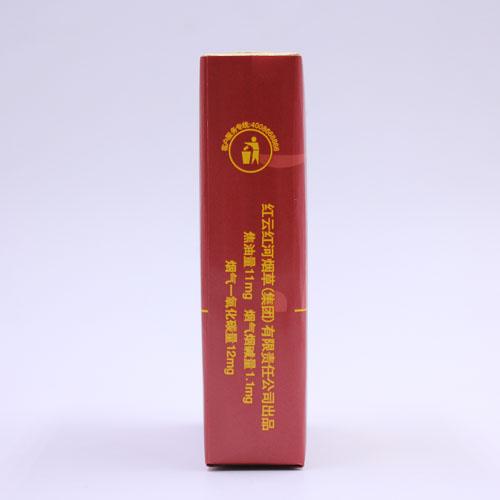 客户服务专线:4008868886
红云红河烟草(集团)有限责任公司出品
焦油量11mg 烟气烟碱量1.1mg
烟气一氧化碳量12mg